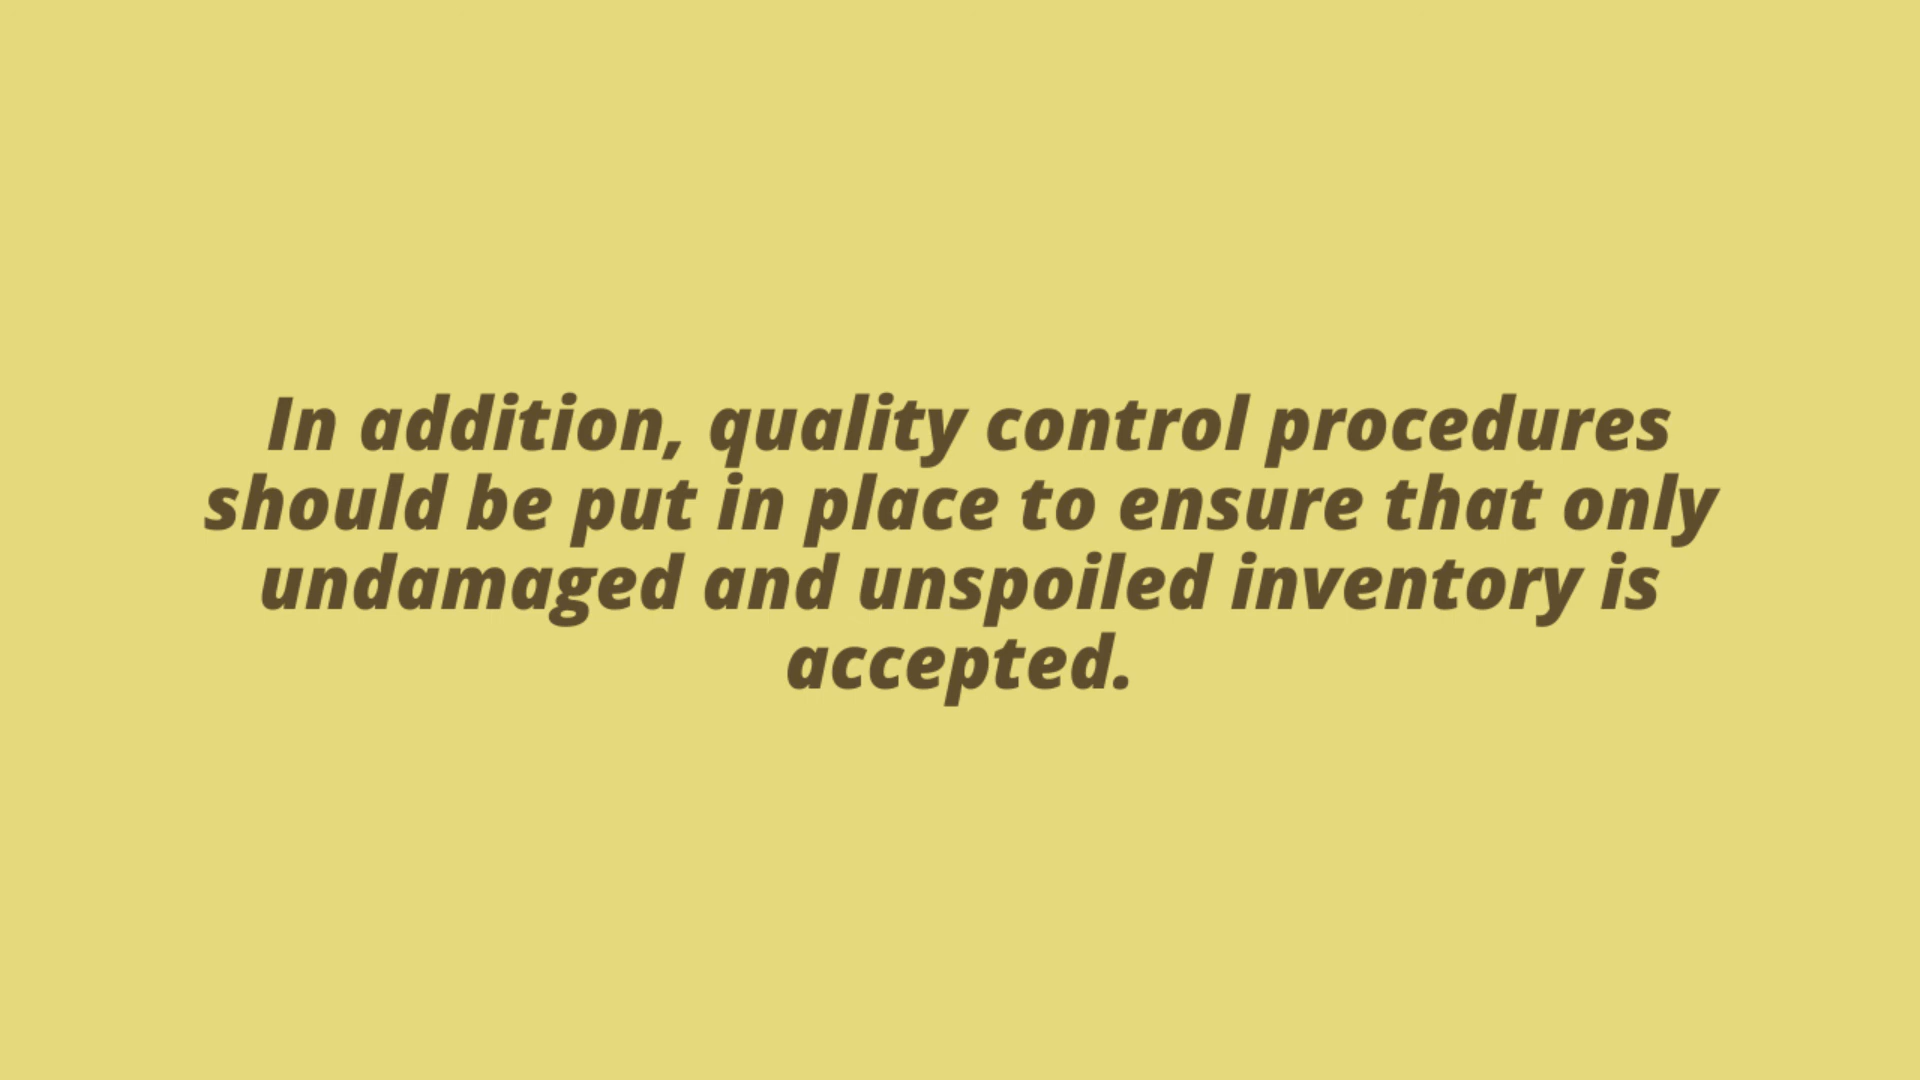 In addition, quality control procedures
should be put in place to ensure that only
undamaged and unspoiled inventory is
accepted.